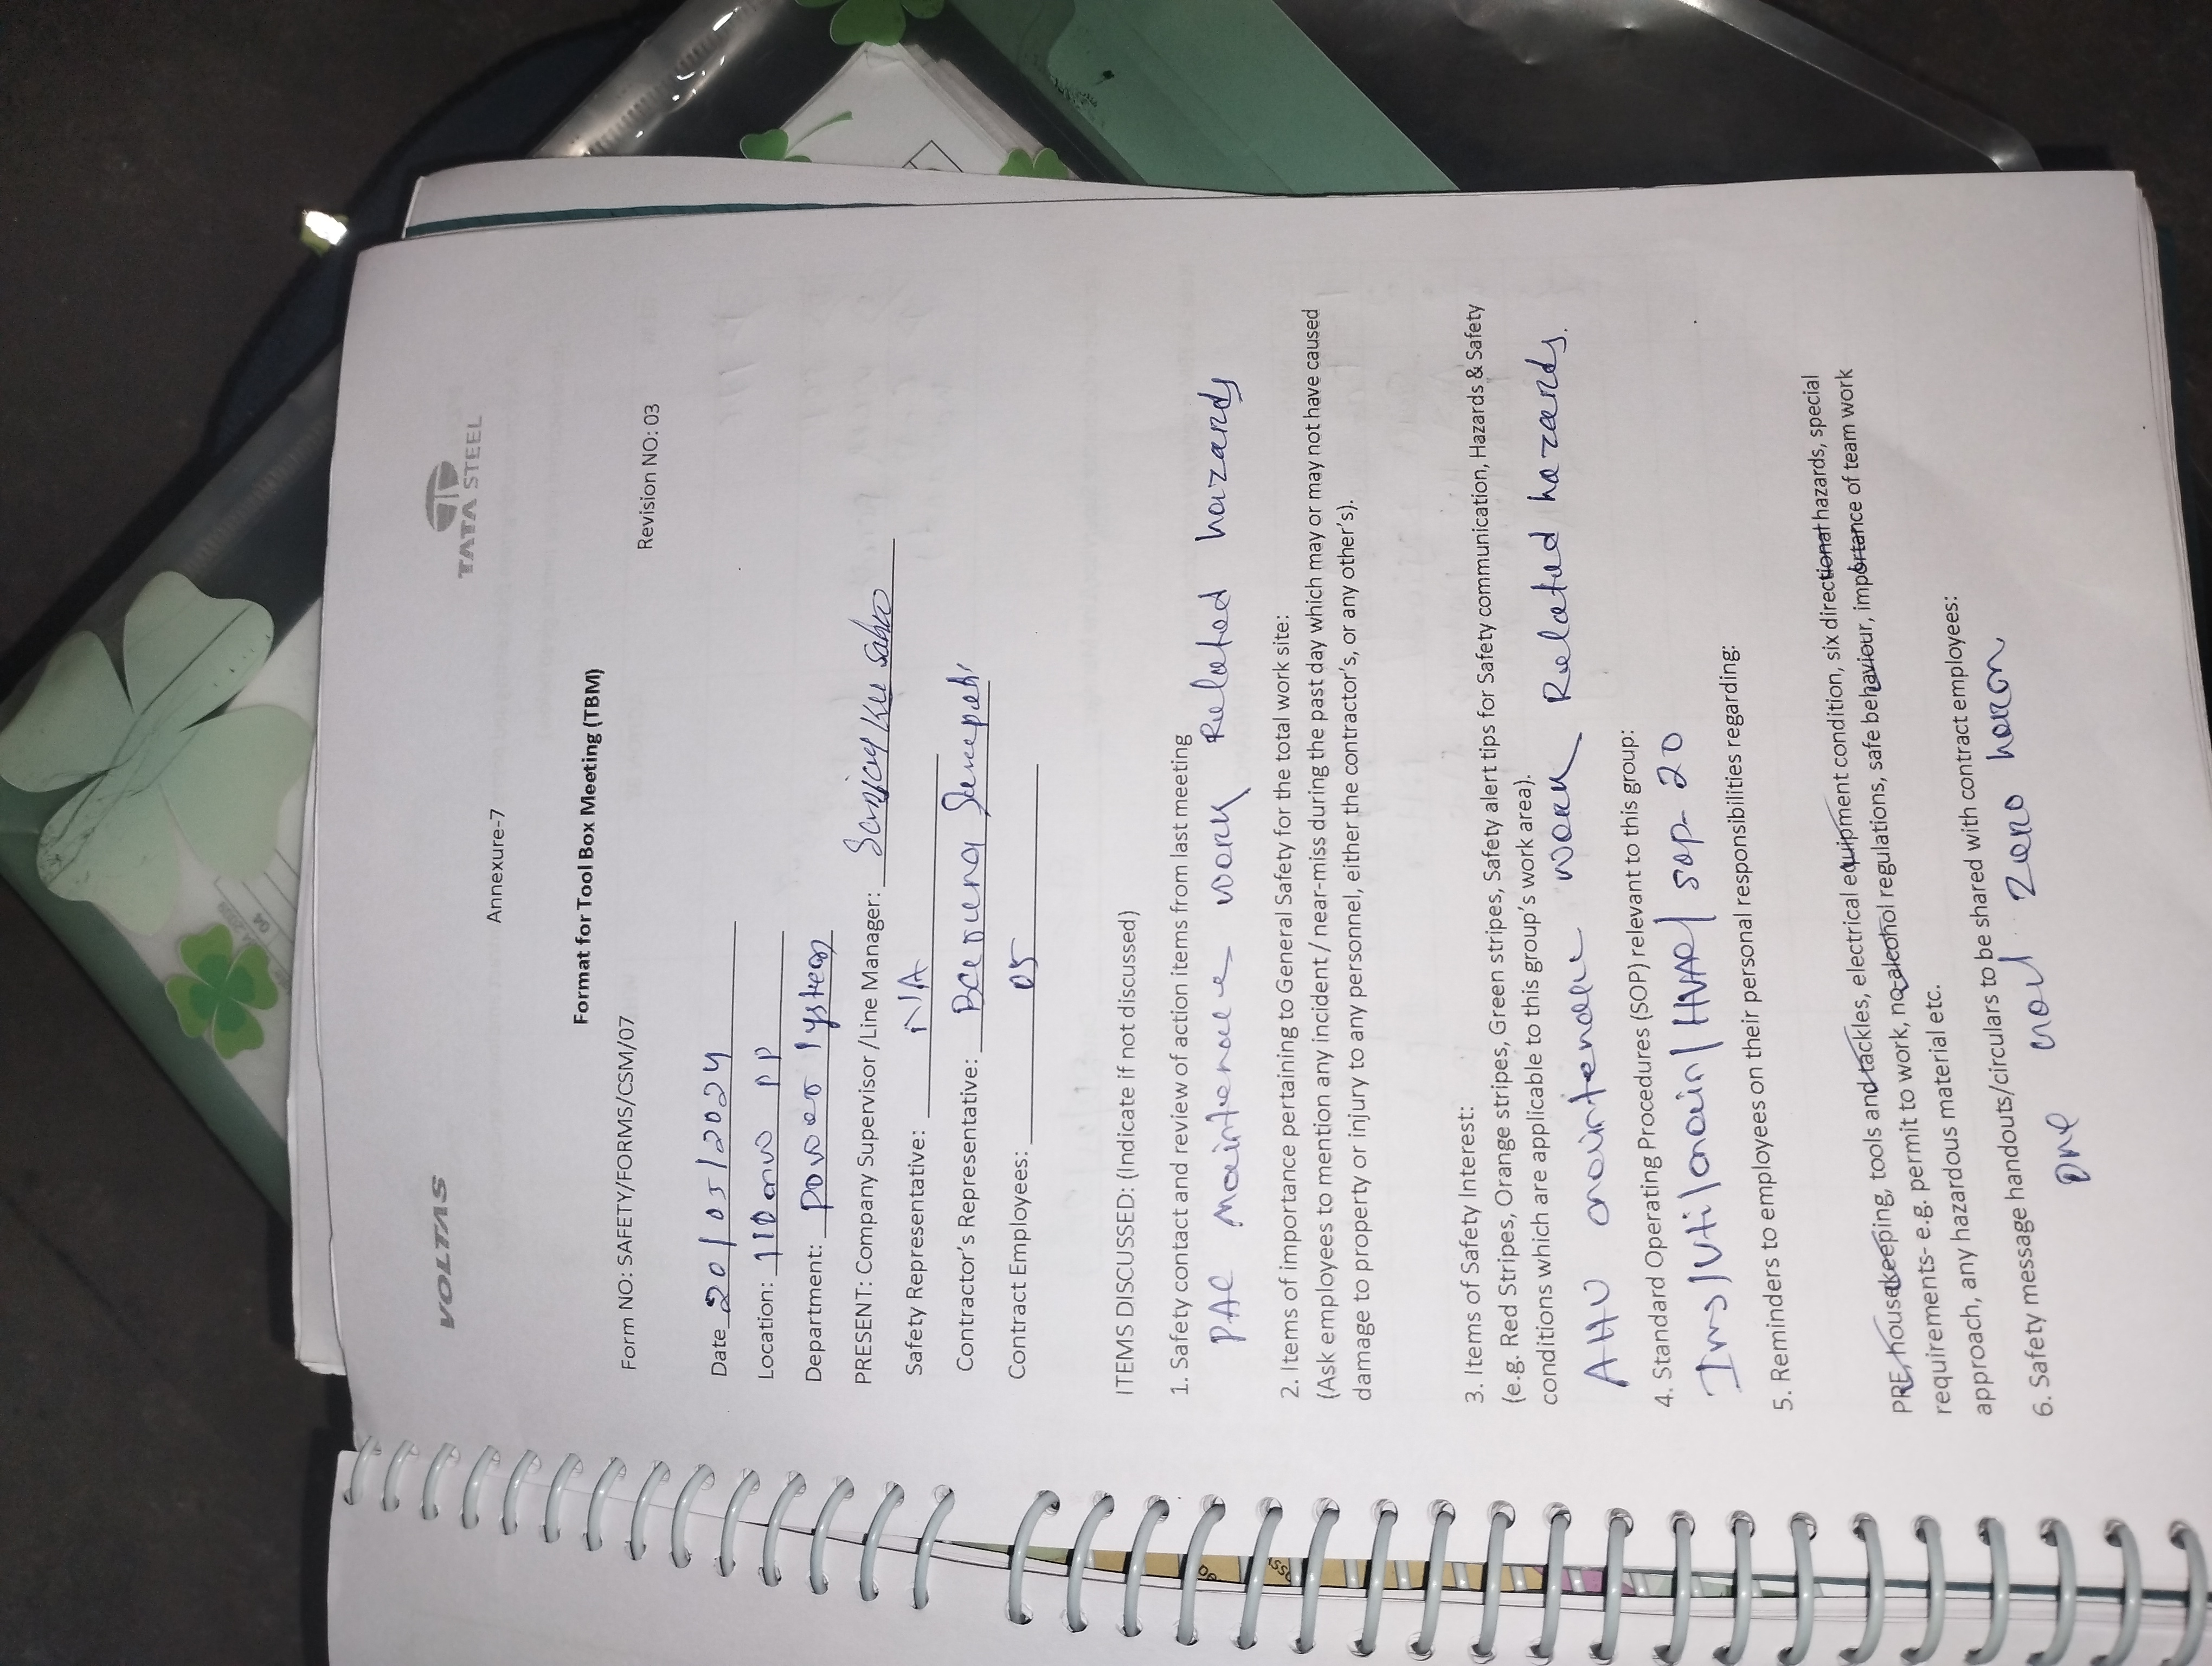 VOLTAS
TATA STEEL
Annexure-7
Format for Tool Box Meeting (TBM)
Form NO: SAFETY/FORMS/CSM/07 Revision NO: 03
Date 20/05/2024
Location: PP
Department: Power System
PRESENT: Company Supervisor /Line Manager: Sanjay Ku Sahoo
Safety Representative: N/A
Contractor's Representative:
Contract Employees: 05
ITEMS DISCUSSED: (Indicate if not discussed)
1. Safety contact and review of action items from last meeting
PAC maintenance work Related hazards
2. Items of importance pertaining to General Safety for the total work site:
(Ask employees to mention any incident / near-miss during the past day which may or may not have caused
damage to property or injury to any personnel, either the contractor's, or any other's).
3. Items of Safety Interest:
(e.g. Red Stripes, Orange stripes, Green stripes, Safety alert tips for Safety communication, Hazards & Safety
conditions which are applicable to this group's work area).
AHU maintenance work Related hazards.
4. Standard Operating Procedures (SOP) relevant to this group:
Ims/Uti/main/HVAC/SOP-20
5. Reminders to employees on their personal responsibilities regarding:
PPE, housekeeping, tools and tackles, electrical equipment condition, six directional hazards, special
requirements- e.g. permit to work, no alcohol regulations, safe behaviour, importance of team work
approach, any hazardous material etc.
6. Safety message handouts/circulars to be shared with contract employees:
One Zero harm